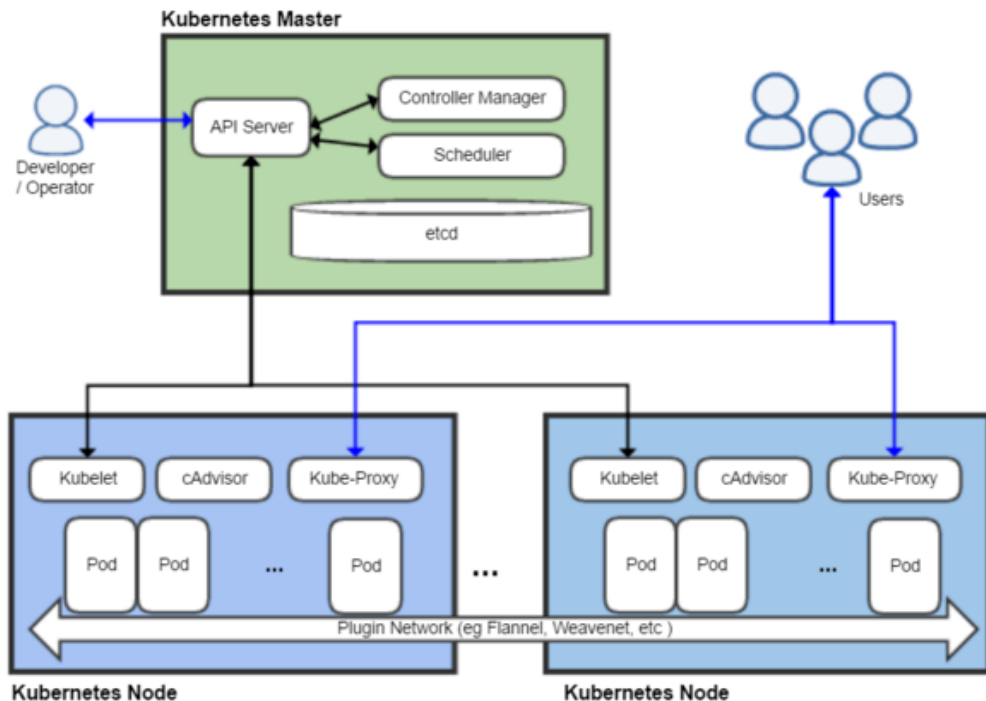 Kubernetes Master
API Server
Controller Manager
Scheduler
etcd
Developer
/ Operator
Users
Kubelet
cAdvisor
Kube-Proxy
Pod
Pod
...
Pod
...
Kubelet
cAdvisor
Kube-Proxy
Pod
Pod
...
Pod
Plugin Network (eg Flannel, Weavenet, etc )
Kubernetes Node
Kubernetes Node